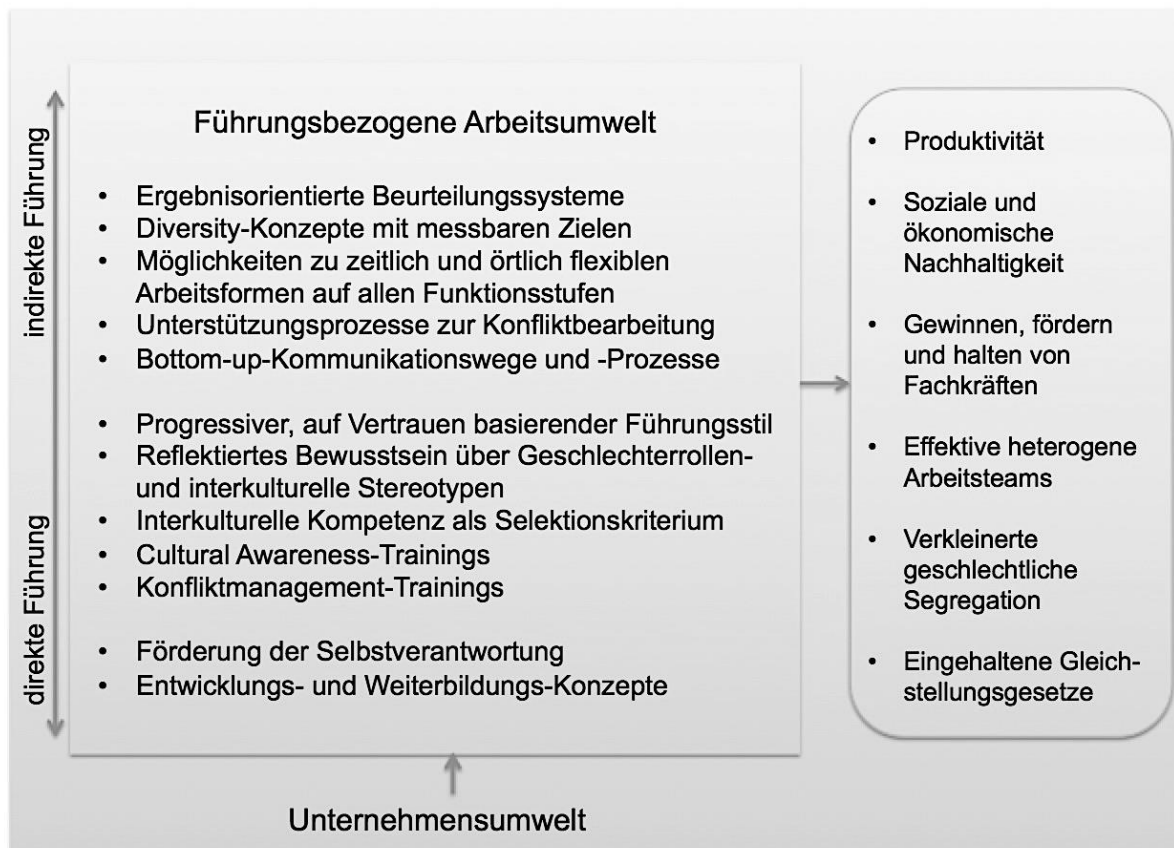 Führungsbezogene Arbeitsumwelt
indirekte Führung
direkte Führung
• Ergebnisorientierte Beurteilungssysteme
• Diversity-Konzepte mit messbaren Zielen
• Möglichkeiten zu zeitlich und örtlich flexiblen
Arbeitsformen auf allen Funktionsstufen
• Unterstützungsprozesse zur Konfliktbearbeitung
• Bottom-up-Kommunikationswege und -Prozesse
• Progressiver, auf Vertrauen basierender Führungsstil
• Reflektiertes Bewusstsein über Geschlechterrollen-
und interkulturelle Stereotypen
• Interkulturelle Kompetenz als Selektionskriterium
• Cultural Awareness-Trainings
• Konfliktmanagement-Trainings
• Förderung der Selbstverantwortung
• Entwicklungs- und Weiterbildungs-Konzepte
• Produktivität
• Soziale und
ökonomische
Nachhaltigkeit
• Gewinnen, fördern
und halten von
Fachkräften
• Effektive heterogene
Arbeitsteams
• Verkleinerte
geschlechtliche
Segregation
• Eingehaltene Gleich-
stellungsgesetze
Unternehmensumwelt